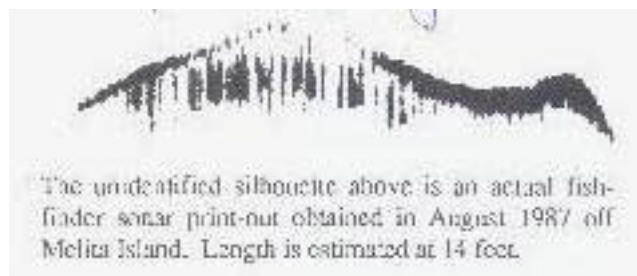 The unidentified silhouette above is an actual fish-
finder sonar print-out obtained in August 1987 off
Melita Island. Length is estimated at 14 feet.